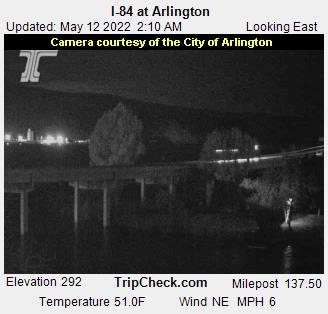 I-84 at Arlington
Updated: May 12 2022 2:10 AM Looking East
Camera courtesy of the City of Arlington
Elevation 292 TripCheck.com Milepost 137.50
Temperature 51.0F Wind NE MPH 6